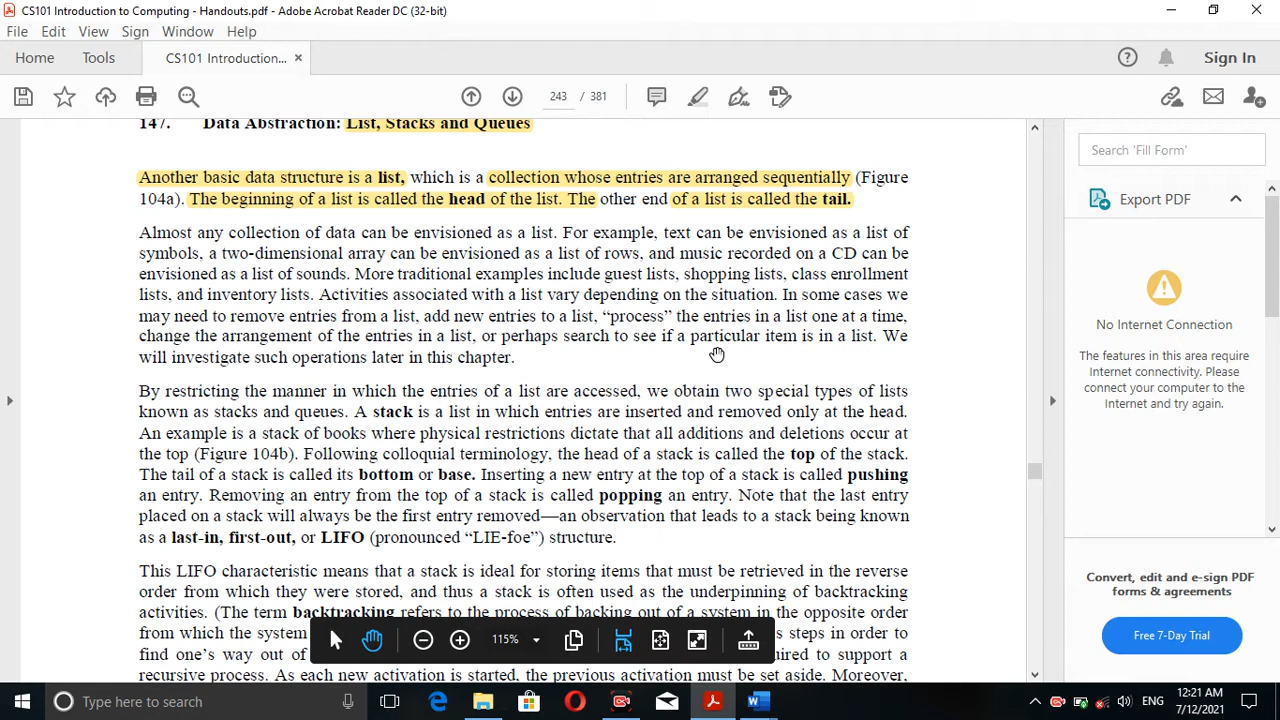 CS101 Introduction to Computing - Handouts.pdf - Adobe Acrobat Reader DC (32-bit)
File Edit View Sign Window Help
Home Tools CS101 Introduction... × Sign In
243 / 381
147. Data Abstraction: List, Stacks and Queues
Another basic data structure is a list, which is a collection whose entries are arranged sequentially (Figure
104a). The beginning of a list is called the head of the list. The other end of a list is called the tail.
Almost any collection of data can be envisioned as a list. For example, text can be envisioned as a list of
symbols, a two-dimensional array can be envisioned as a list of rows, and music recorded on a CD can be
envisioned as a list of sounds. More traditional examples include guest lists, shopping lists, class enrollment
lists, and inventory lists. Activities associated with a list vary depending on the situation. In some cases we
may need to remove entries from a list, add new entries to a list, “process” the entries in a list one at a time,
change the arrangement of the entries in a list, or perhaps search to see if a particular item is in a list. We
will investigate such operations later in this chapter.
By restricting the manner in which the entries of a list are accessed, we obtain two special types of lists
known as stacks and queues. A stack is a list in which entries are inserted and removed only at the head.
An example is a stack of books where physical restrictions dictate that all additions and deletions occur at
the top (Figure 104b). Following colloquial terminology, the head of a stack is called the top of the stack.
The tail of a stack is called its bottom or base. Inserting a new entry at the top of a stack is called pushing
an entry. Removing an entry from the top of a stack is called popping an entry. Note that the last entry
placed on a stack will always be the first entry removed—an observation that leads to a stack being known
as a last-in, first-out, or LIFO (pronounced “LIE-foe”) structure.
This LIFO characteristic means that a stack is ideal for storing items that must be retrieved in the reverse
order from which they were stored, and thus a stack is often used as the underpinning of backtracking
activities. (The term backtracking refers to the process of backing out of a system in the opposite order
from which the system
s steps in order to
find one’s way out of
uired to support a
recursive process. As each new activation is started, the previous activation must be set aside. Moreover,
115%
Search 'Fill Form'
Export PDF
No Internet Connection
The features in this area require
Internet connectivity. Please
connect your computer to the
Internet and try again.
Convert, edit and e-sign PDF
forms & agreements
Free 7-Day Trial
Type here to search
ENG
12:21 AM
7/12/2021